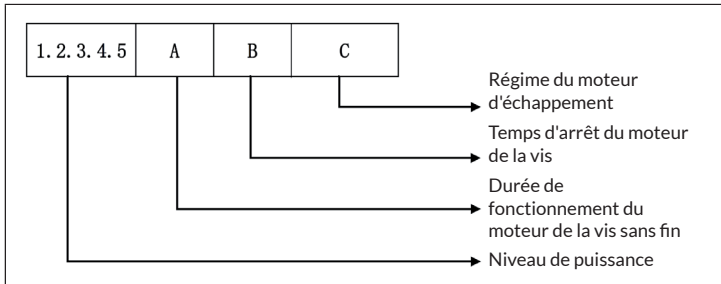 1.2.3.4.5 A B C
Régime du moteur
d'échappement
Temps d'arrêt du moteur
de la vis
Durée de
fonctionnement du
moteur de la vis sans fin
Niveau de puissance